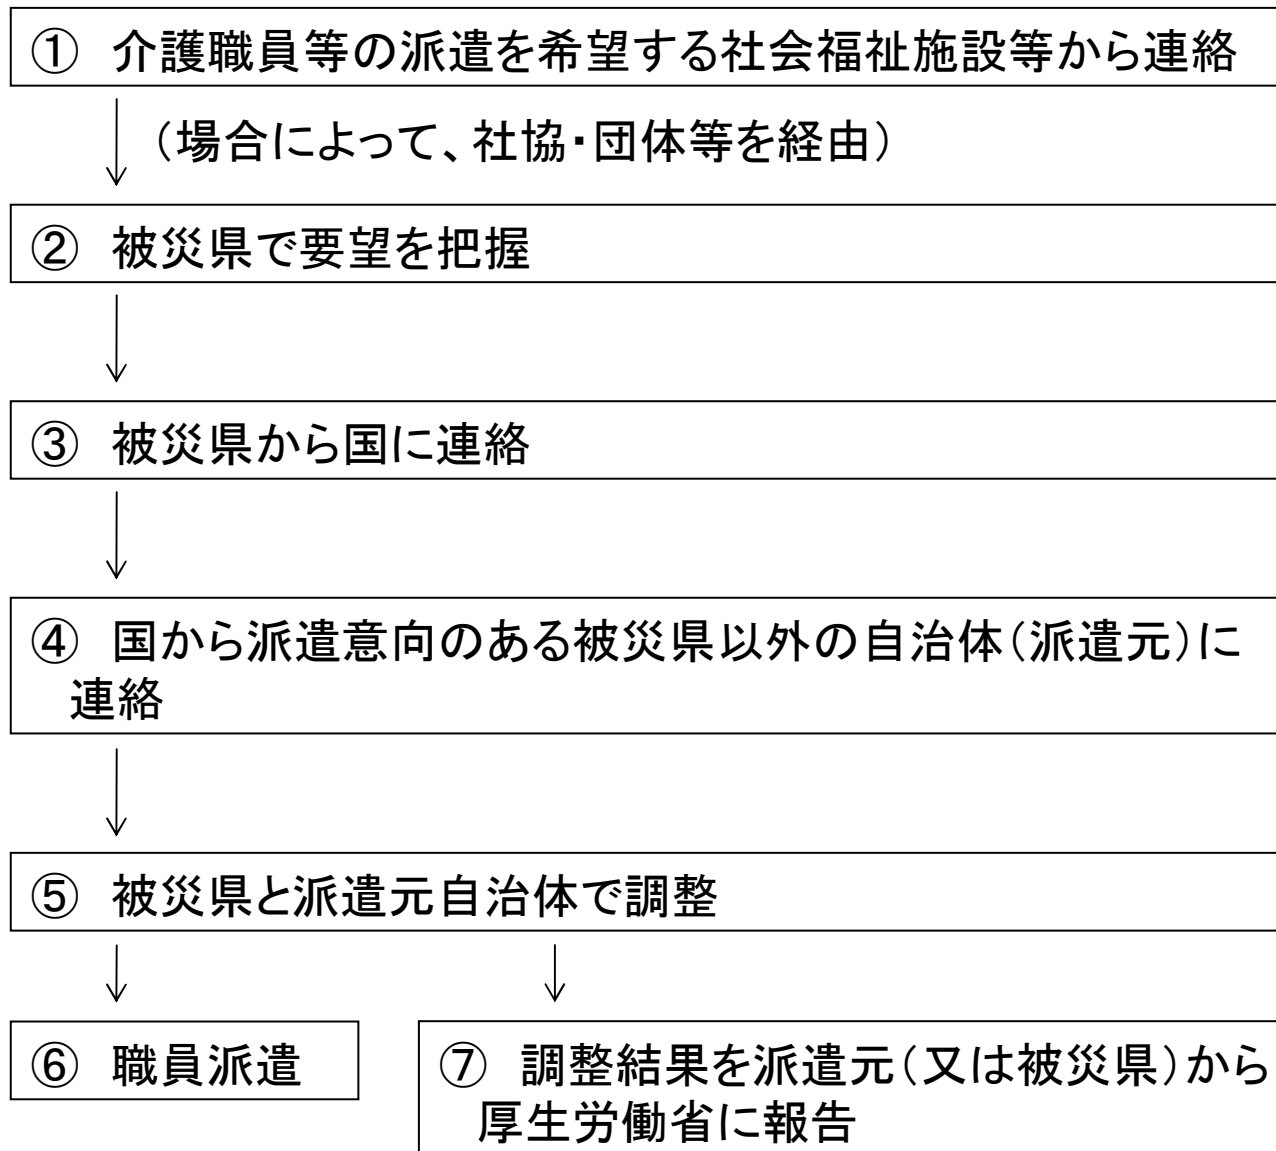 ① 介護職員等の派遣を希望する社会福祉施設等から連絡
（場合によって、社協・団体等を経由）
② 被災県で要望を把握
③ 被災県から国に連絡
④ 国から派遣意向のある被災県以外の自治体（派遣元）に
連絡
⑤ 被災県と派遣元自治体で調整
⑥ 職員派遣
⑦ 調整結果を派遣元（又は被災県）から
厚生労働省に報告